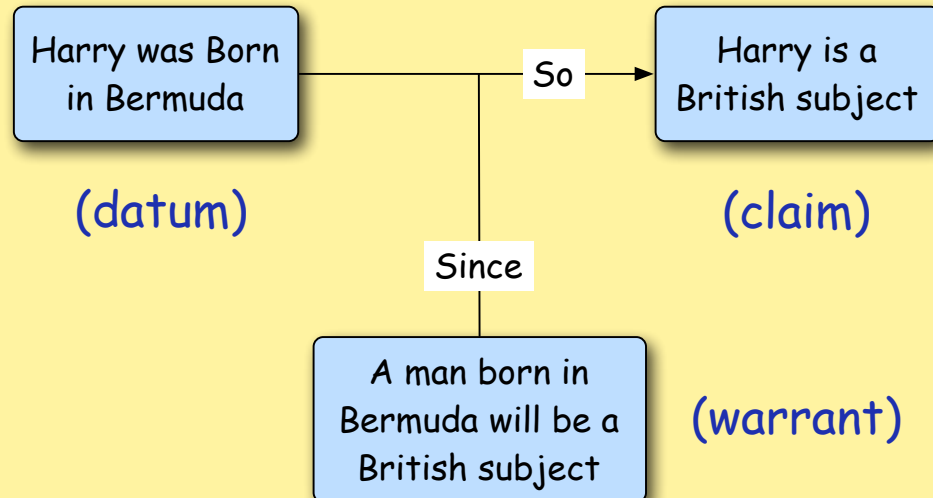 Harry was Born
in Bermuda
So
Harry is a
British subject
(datum)
(claim)
Since
A man born in
Bermuda will be a
British subject
(warrant)